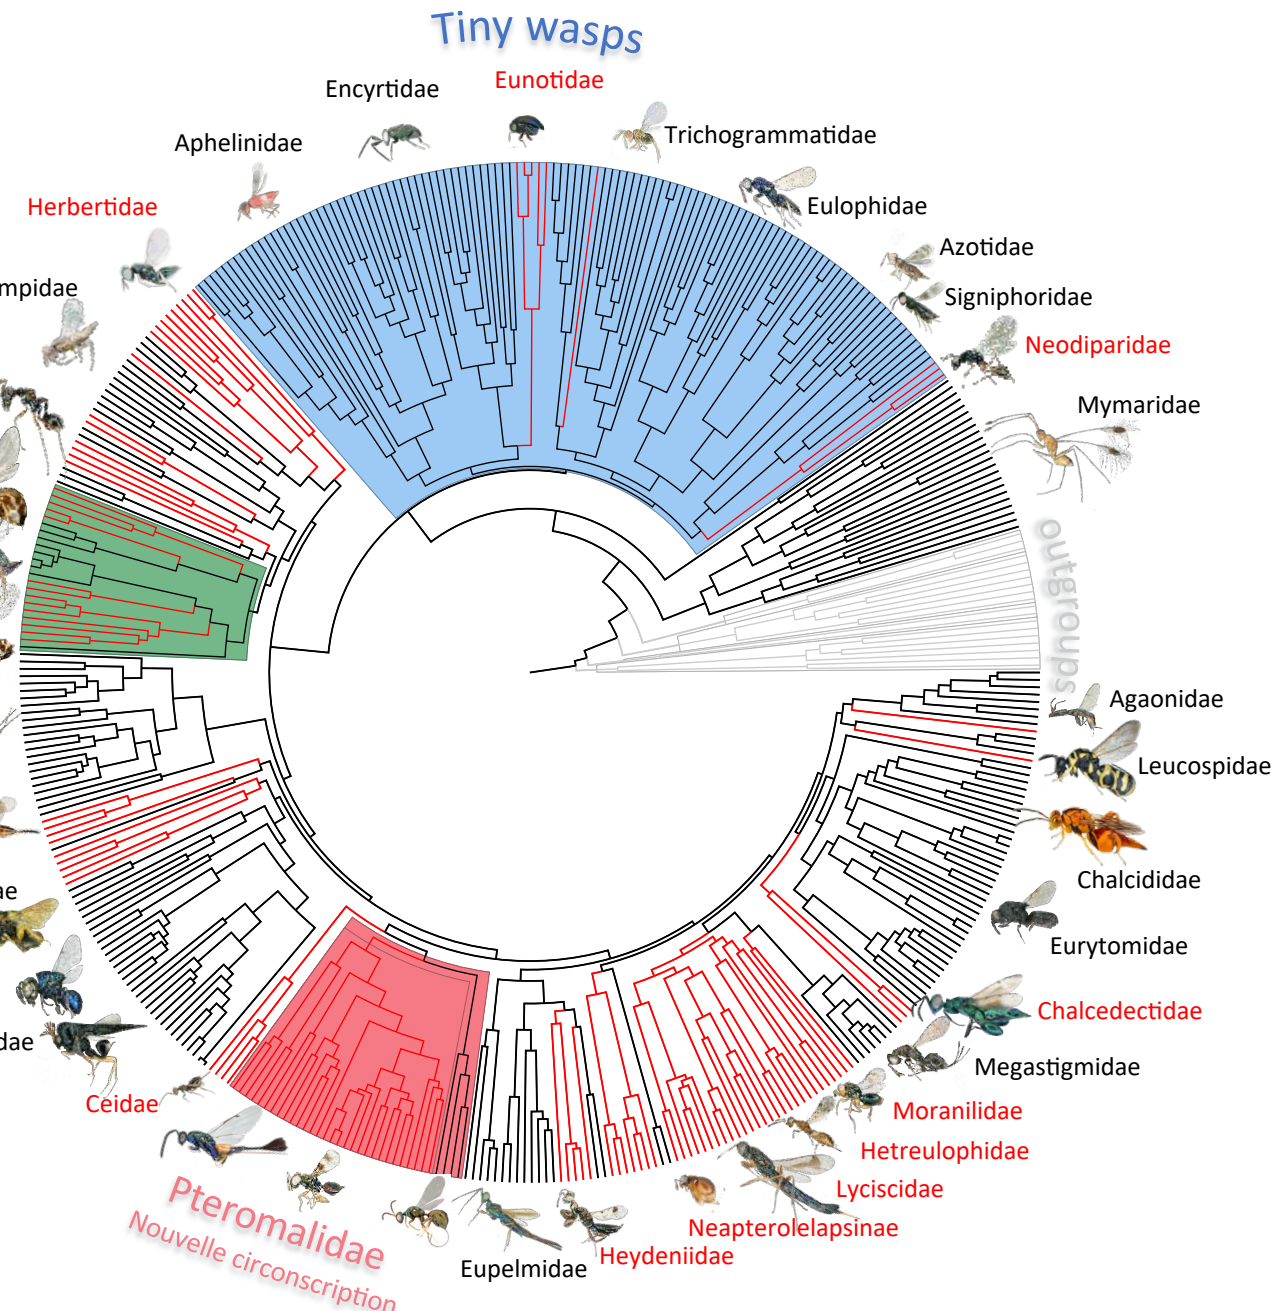 Tiny wasps
Encyrtidae
Eunotidae
Aphelinidae
Trichogrammatidae
Herbertidae
Eulophidae
Azotidae
mpidae
Signiphoridae
Neodiparidae
Mymaridae
outgroups
Agaonidae
Leucospidae
Chalcididae
ae
Eurytomidae
Chalcedectidae
dae
Megastigmidae
Ceidae
Moranilidae
Hetreulophidae
Lyciscidae
Neapterolelapsinae
Heydeniidae
Eupelmidae
Pteromalidae
Nouvelle circonscription